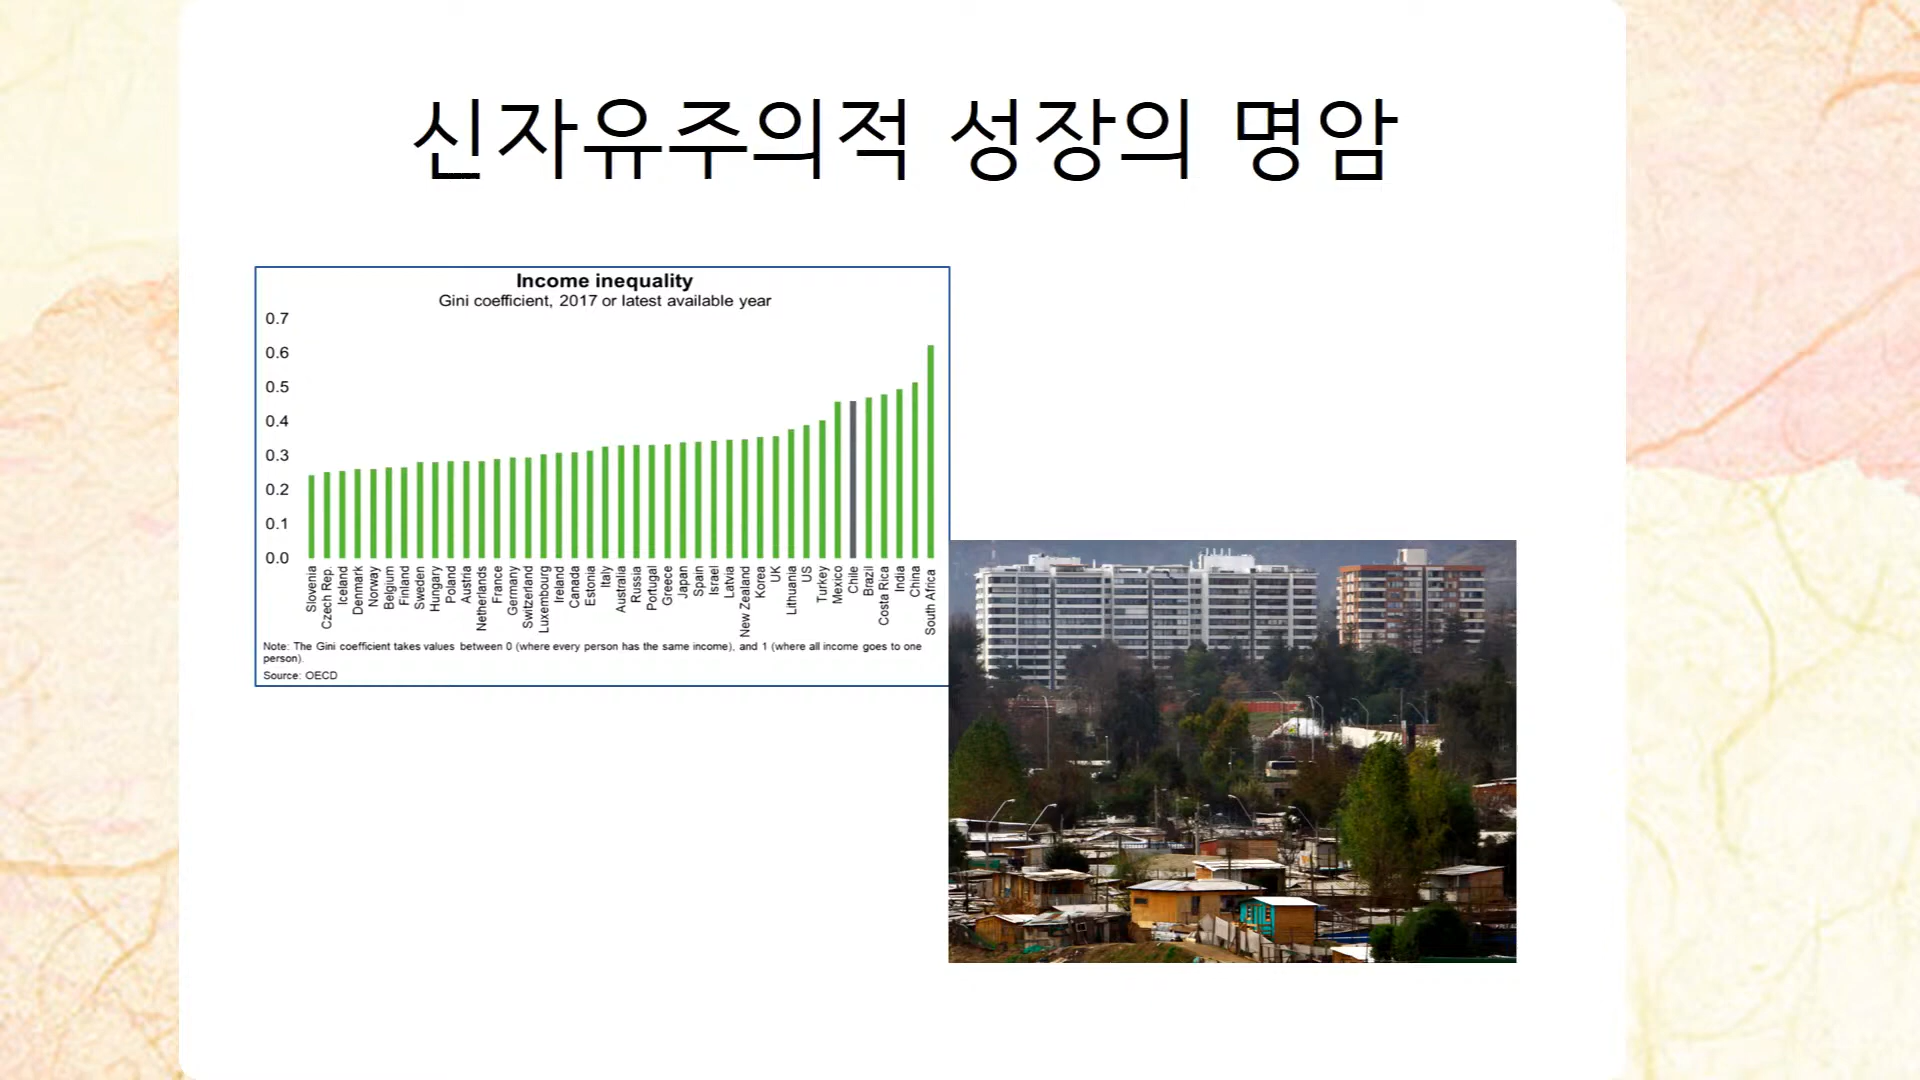 신자유주의적 성장의 명암
Income inequality
Gini coefficient, 2017 or latest available year
0.7
0.6
0.5
0.4
0.3
0.2
0.1
0.0
Slovenia
Czech Rep.
Iceland
Denmark
Norway
Belgium
Finland
Sweden
Hungary
Poland
Austria
Netherlands
France
Germany
Switzerland
Luxembourg
Ireland
Canada
Estonia
Italy
Australia
Russia
Portugal
Greece
Japan
Spain
Israel
Latvia
New Zealand
Korea
UK
Lithuania
US
Turkey
Mexico
Chile
Brazil
Costa Rica
India
China
South Africa
Note: The Gini coefficient takes values between 0 (where every person has the same income), and 1 (where all income goes to one
person).
Source: OECD